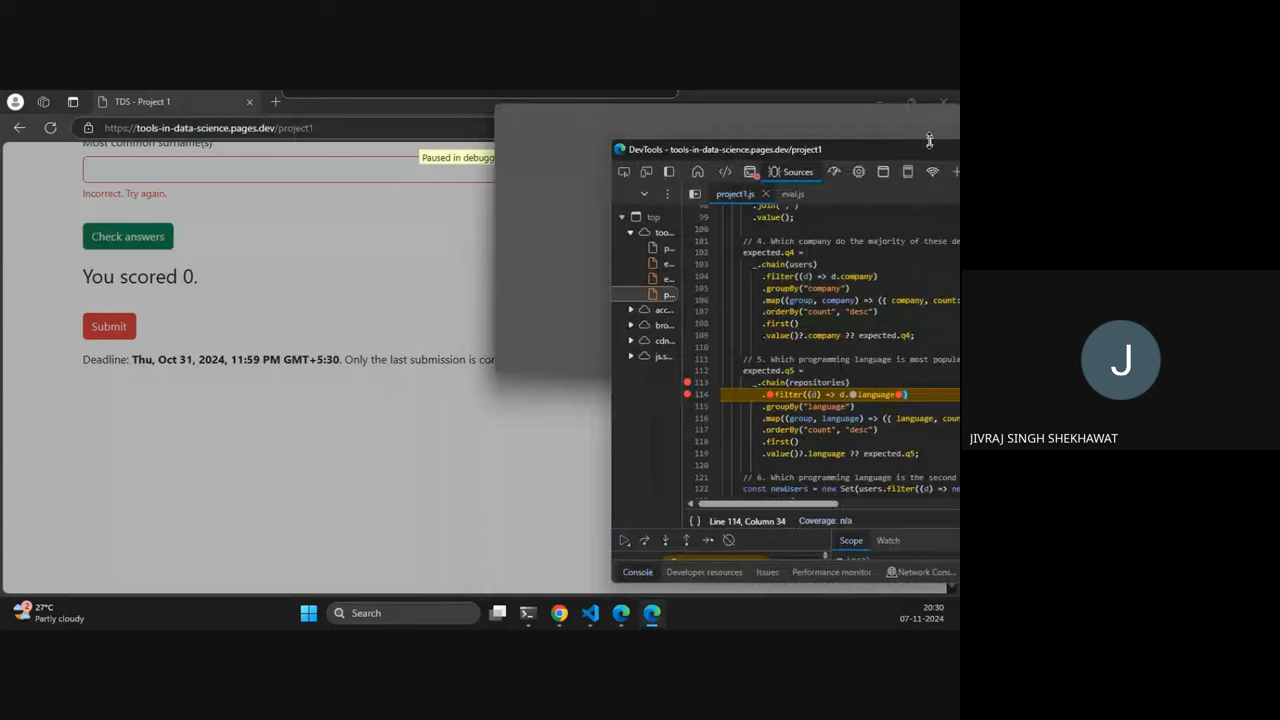 TDS - Project 1
https://tools-in-data-science.pages.dev/project1
Most common surname(s)
Paused in debugg
Incorrect. Try again.
Check answers
You scored 0.
Submit
Deadline: Thu, Oct 31, 2024, 11:59 PM GMT+5:30. Only the last submission is con
DevTools - tools-in-data-science.pages.dev/project1
Sources
project1.js
eval.js
top
too...
p...
e...
e...
p...
acc...
bro...
cdn...
js.s...
98 .join(",")
99 .value();
100
101 // 4. Which company do the majority of these de
102 expected.q4 =
103 _.chain(users)
104 .filter((d) => d.company)
105 .groupBy("company")
106 .map((group, company) => ({ company, count:
107 .orderBy("count", "desc")
108 .first()
109 .value()?.company ?? expected.q4;
110
111 // 5. Which programming language is most popula
112 expected.q5 =
113 _.chain(repositories)
114 .filter((d) => d.language)
115 .groupBy("language")
116 .map((group, language) => ({ language, coun
117 .orderBy("count", "desc")
118 .first()
119 .value()?.language ?? expected.q5;
120
121 // 6. Which programming language is the second
122 const newUsers = new Set(users.filter((d) => ne
{ } Line 114, Column 34 Coverage: n/a
Scope Watch
Console Developer resources Issues Performance monitor Network Cons...
27°C
Partly cloudy
Search
20:30
07-11-2024
J
JIVRAJ SINGH SHEKHAWAT